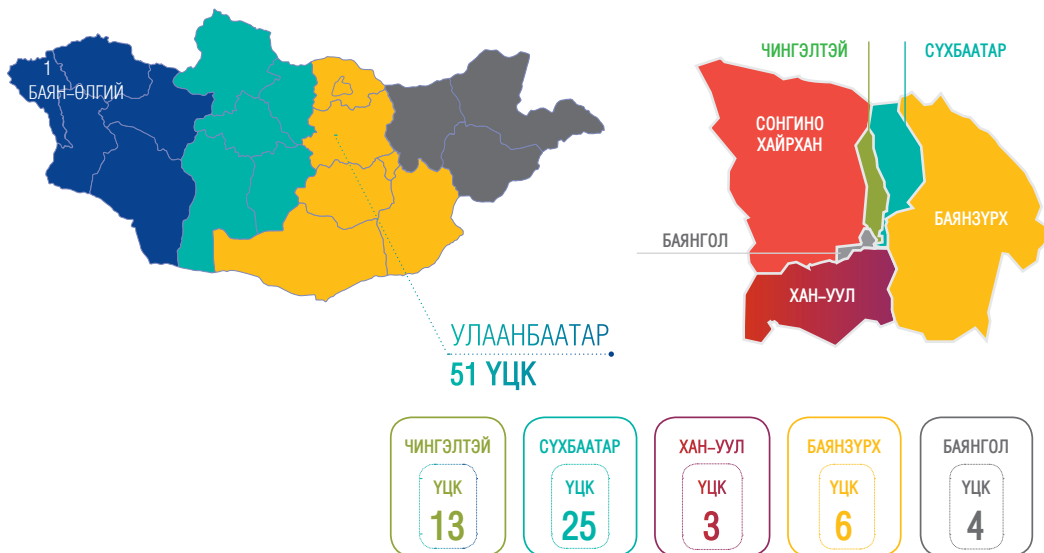 1
БАЯН-ӨЛГИЙ
УЛААНБААТАР
51 ҮЦК
ЧИНГЭЛТЭЙ
СҮХБААТАР
СОНГИНО
ХАЙРХАН
БАЯНЗҮРХ
БАЯНГОЛ
ХАН-УУЛ
ЧИНГЭЛТЭЙ
ҮЦК
13
СҮХБААТАР
ҮЦК
25
ХАН-УУЛ
ҮЦК
3
БАЯНЗҮРХ
ҮЦК
6
БАЯНГОЛ
ҮЦК
4